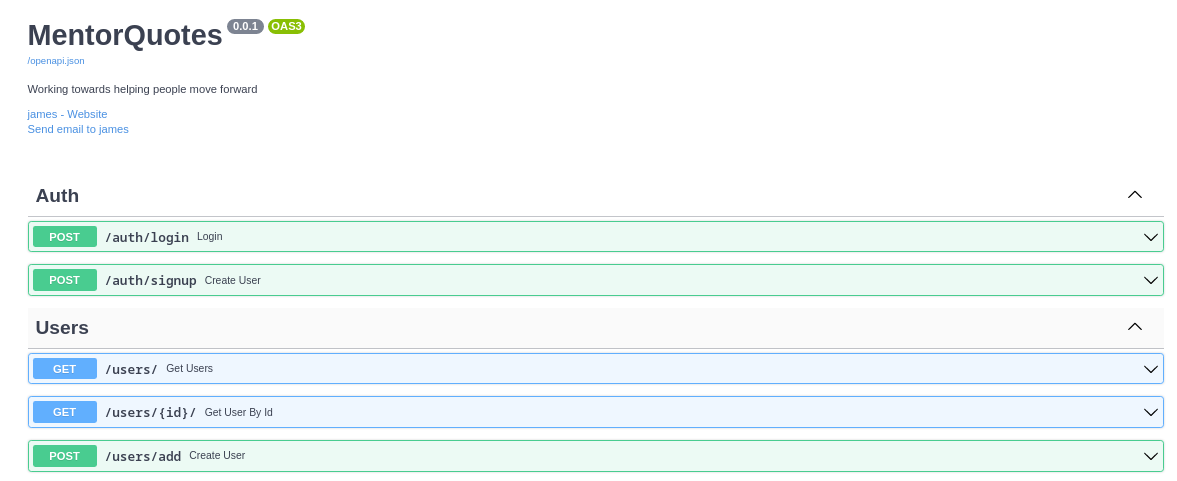 MentorQuotes 0.0.1 OAS3
/openapi.json
Working towards helping people move forward
james - Website
Send email to james
Auth
POST /auth/login Login
POST /auth/signup Create User
Users
GET /users/ Get Users
GET /users/{id}/ Get User By Id
POST /users/add Create User